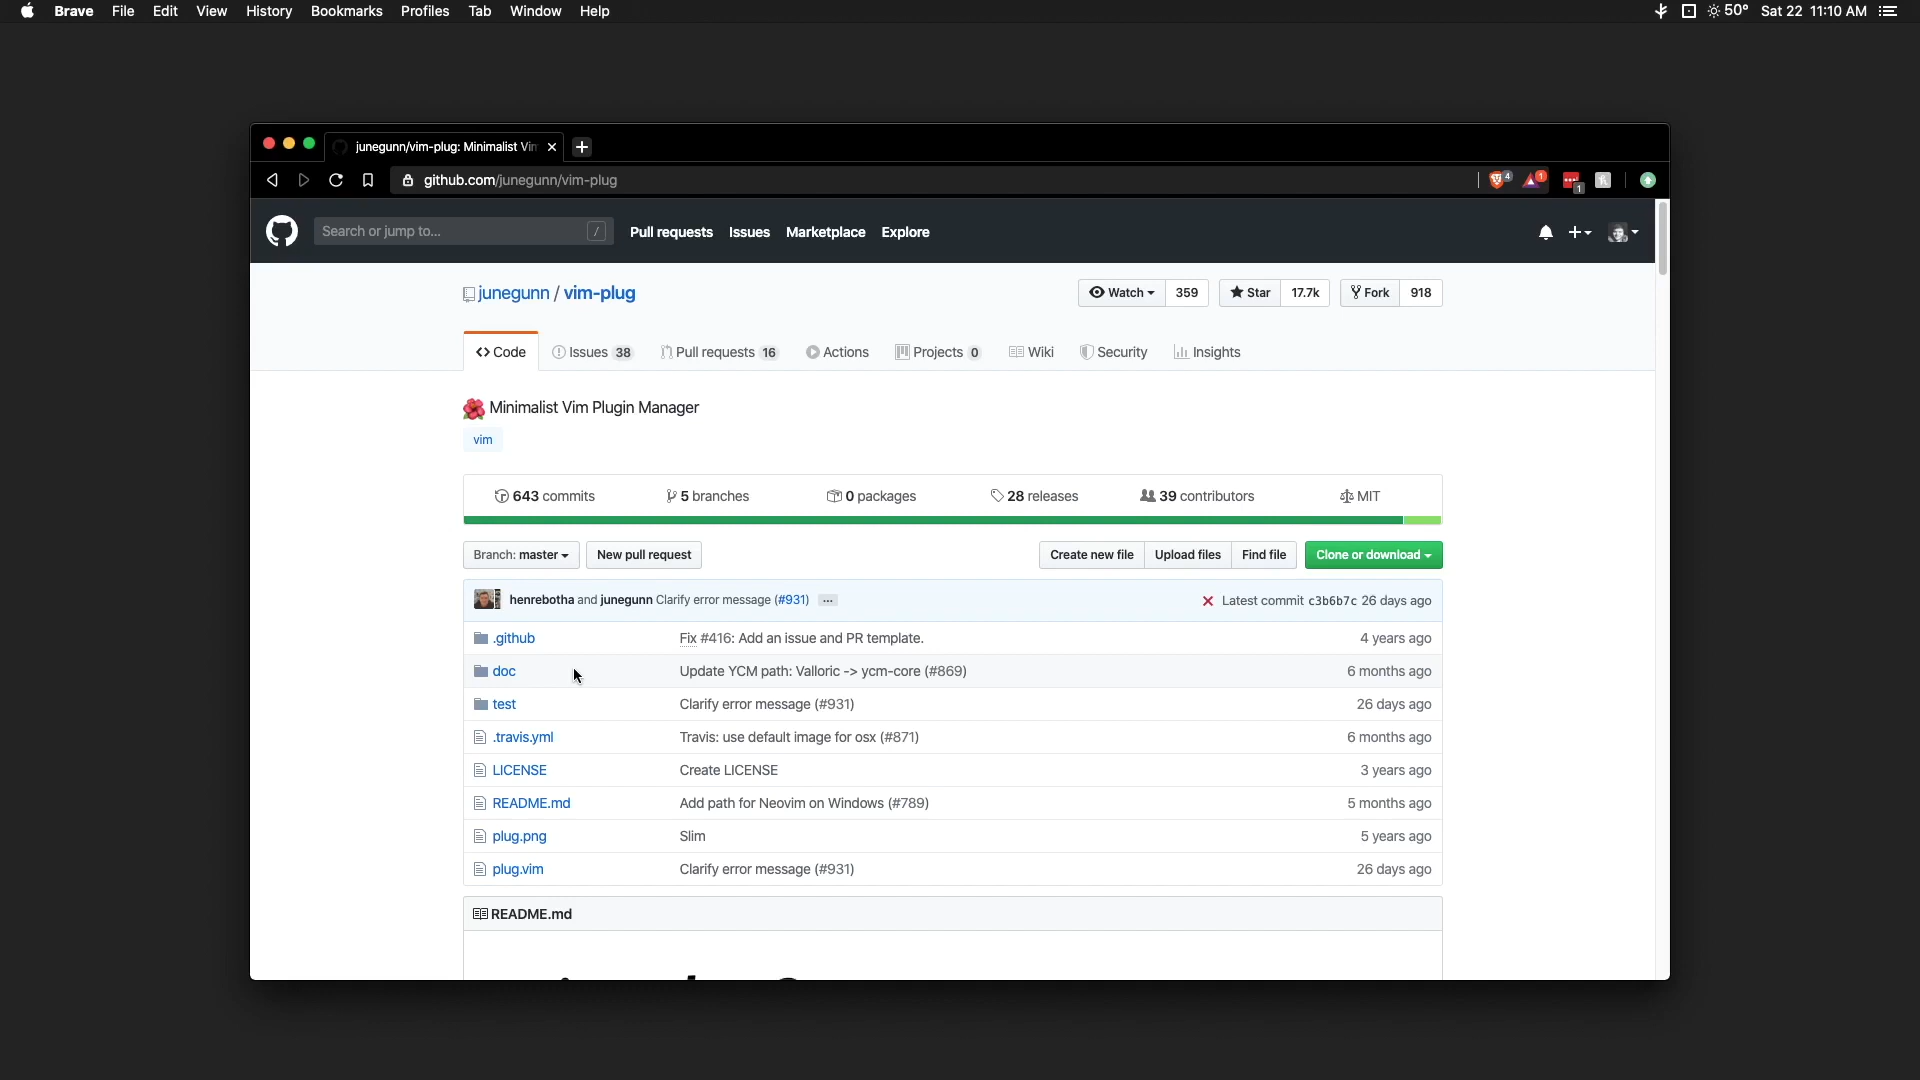 Brave File Edit View History Bookmarks Profiles Tab Window Help 50° Sat 22 11:10 AM
junegunn/vim-plug: Minimalist Vim
github.com/junegunn/vim-plug 4 1 1
Search or jump to... / Pull requests Issues Marketplace Explore
junegunn / vim-plug Watch 359 Star 17.7k Fork 918
Code Issues 38 Pull requests 16 Actions Projects 0 Wiki Security Insights
Minimalist Vim Plugin Manager
vim
643 commits 5 branches 0 packages 28 releases 39 contributors MIT
Branch: master New pull request Create new file Upload files Find file Clone or download
henrebotha and junegunn Clarify error message (#931) ... Latest commit c3b6b7c 26 days ago
.github Fix #416: Add an issue and PR template. 4 years ago
doc Update YCM path: Valloric -> ycm-core (#869) 6 months ago
test Clarify error message (#931) 26 days ago
.travis.yml Travis: use default image for osx (#871) 6 months ago
LICENSE Create LICENSE 3 years ago
README.md Add path for Neovim on Windows (#789) 5 months ago
plug.png Slim 5 years ago
plug.vim Clarify error message (#931) 26 days ago
README.md